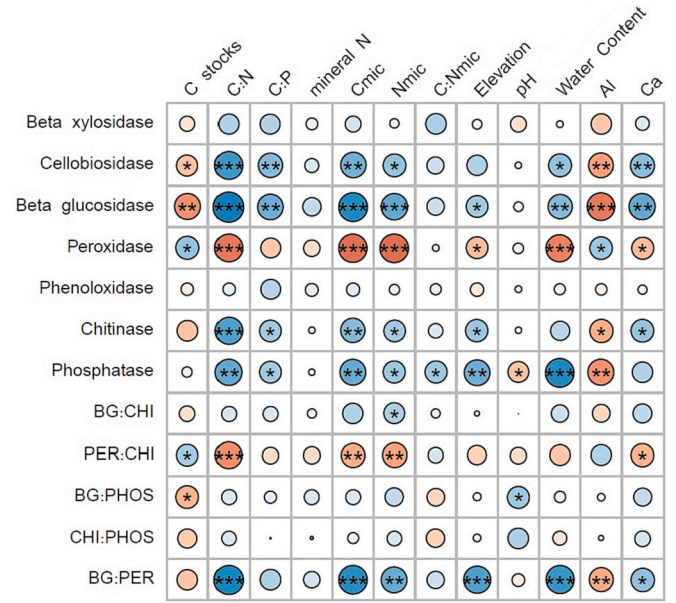 C stocks
C:N
C:P
mineral N
Cmic
Nmic
C:Nmic
Elevation
pH
Water Content
Al
Ca
Beta xylosidase
Cellobiosidase * *** ** ** * * ** **
Beta glucosidase ** *** ** *** *** * ** *** **
Peroxidase * *** *** *** * *** * *
Phenoloxidase
Chitinase *** * ** * * * *
Phosphatase ** * ** * * ** * *** **
BG:CHI *
PER:CHI * *** ** ** *
BG:PHOS * *
CHI:PHOS
BG:PER *** *** ** *** *** ** *